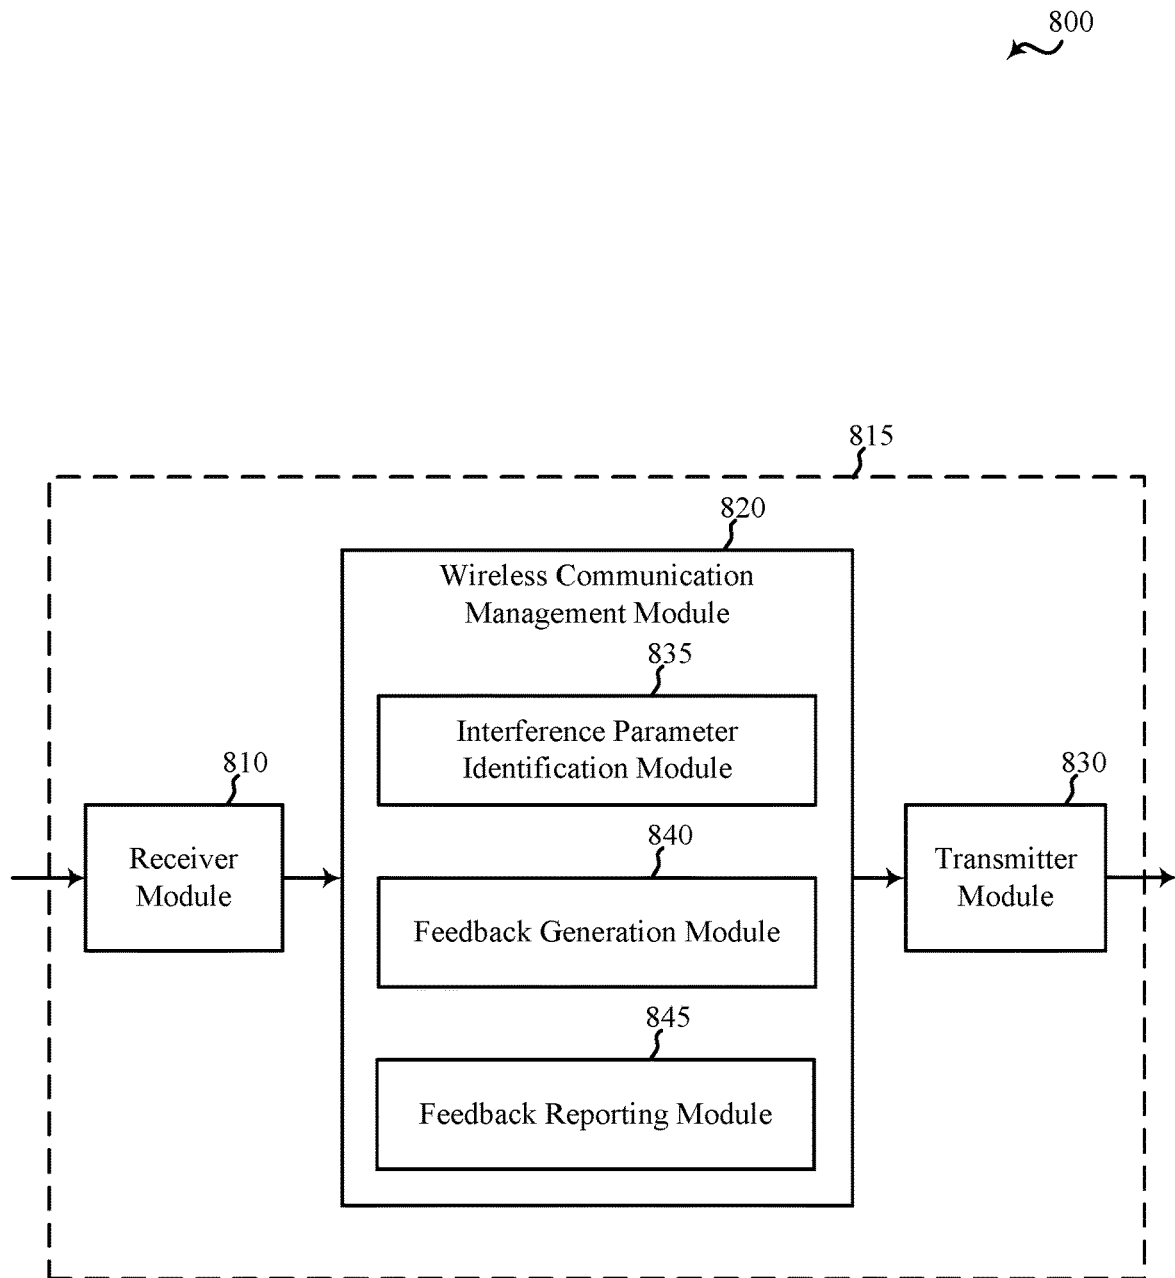 800
815
820
Wireless Communication
Management Module
835
Interference Parameter
Identification Module
810
Receiver
Module
840
Feedback Generation Module
830
Transmitter
Module
845
Feedback Reporting Module